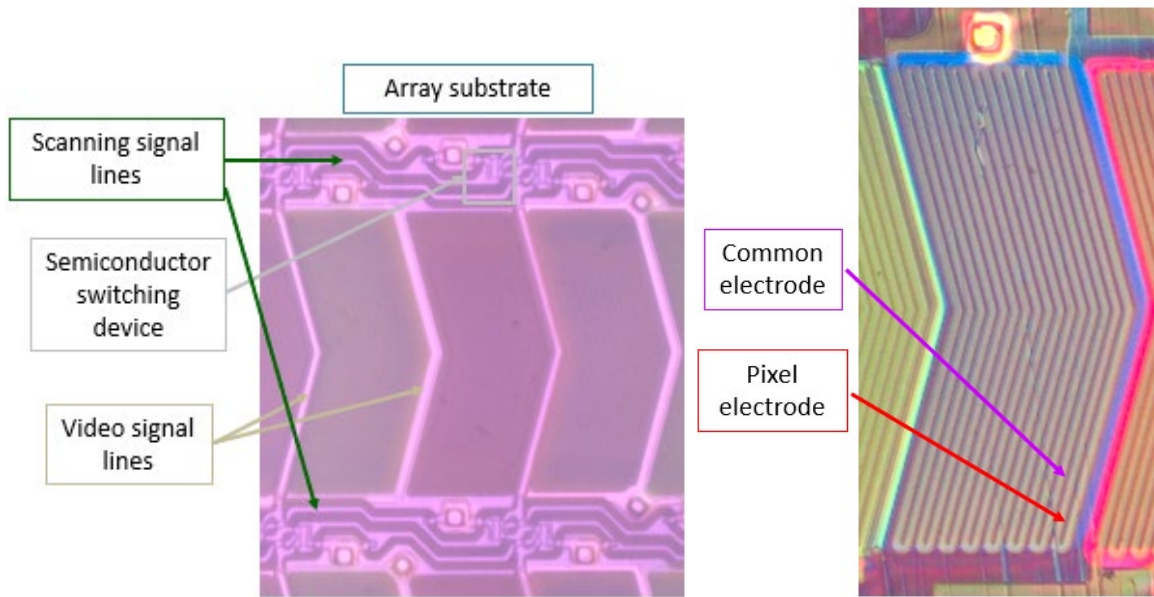 Array substrate
Scanning signal
lines
Semiconductor
switching
device
Video signal
lines
Common
electrode
Pixel
electrode